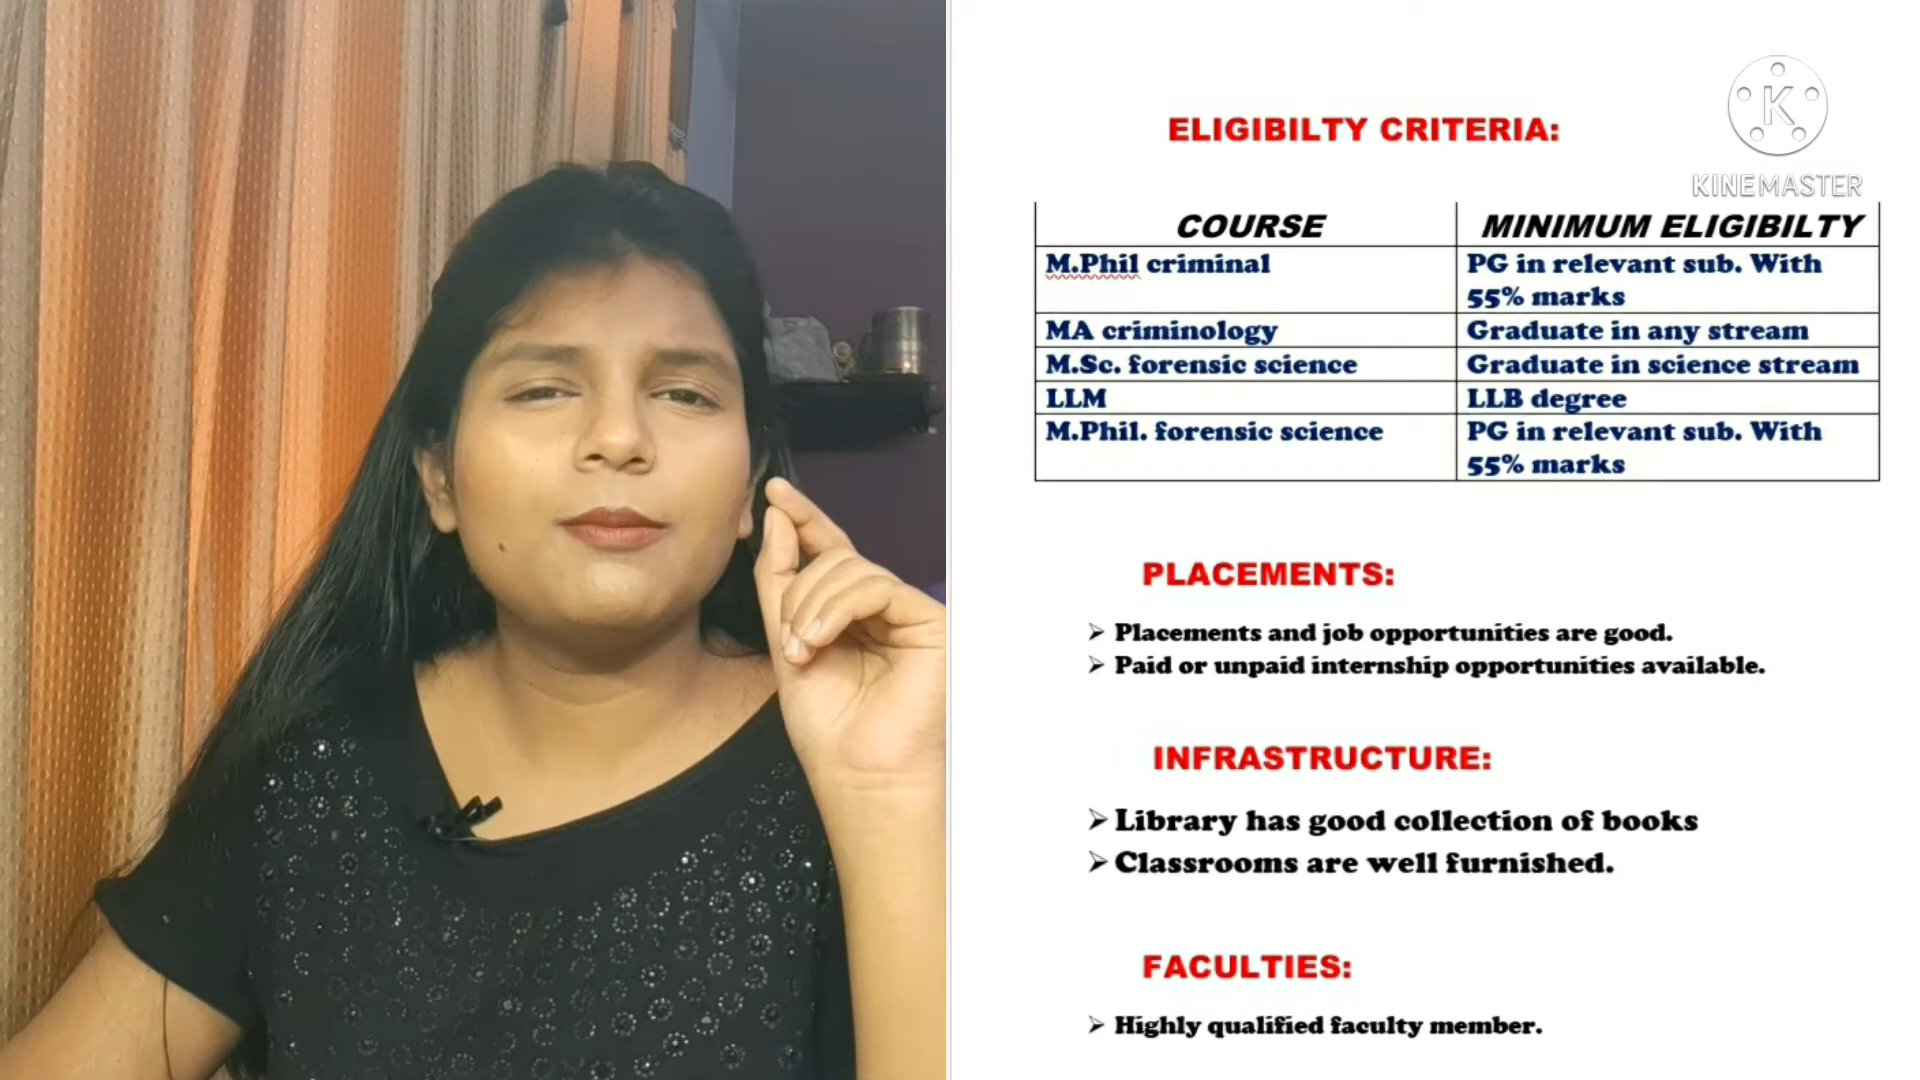 ELIGIBILTY CRITERIA:
K
KINEMASTER
COURSE MINIMUM ELIGIBILTY
M.Phil criminal PG in relevant sub. With
55% marks
MA criminology Graduate in any stream
M.Sc. forensic science Graduate in science stream
LLM LLB degree
M.Phil. forensic science PG in relevant sub. With
55% marks
PLACEMENTS:
Placements and job opportunities are good.
Paid or unpaid internship opportunities available.
INFRASTRUCTURE:
Library has good collection of books
Classrooms are well furnished.
FACULTIES:
Highly qualified faculty member.